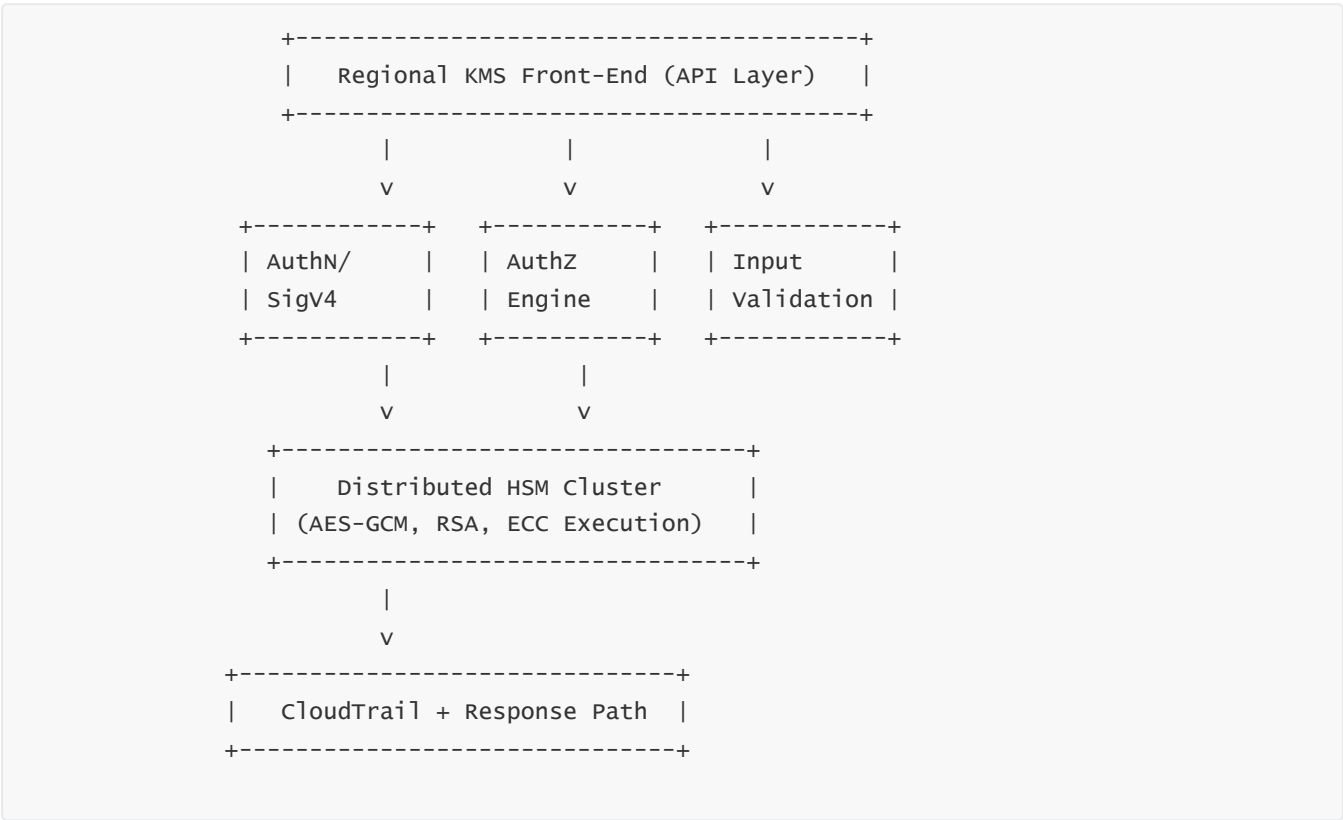 +----------------------------------------+
|   Regional KMS Front-End (API Layer)   |
+----------------------------------------+
|            |             |
v            v             v
+------------+   +-----------+   +------------+
| AuthN/     |   | AuthZ     |   | Input      |
| SigV4      |   | Engine    |   | Validation |
+------------+   +-----------+   +------------+
|             |
v             v
+---------------------------------+
|    Distributed HSM Cluster      |
| (AES-GCM, RSA, ECC Execution)   |
+---------------------------------+
|
v
+-------------------------------+
|   CloudTrail + Response Path  |
+-------------------------------+